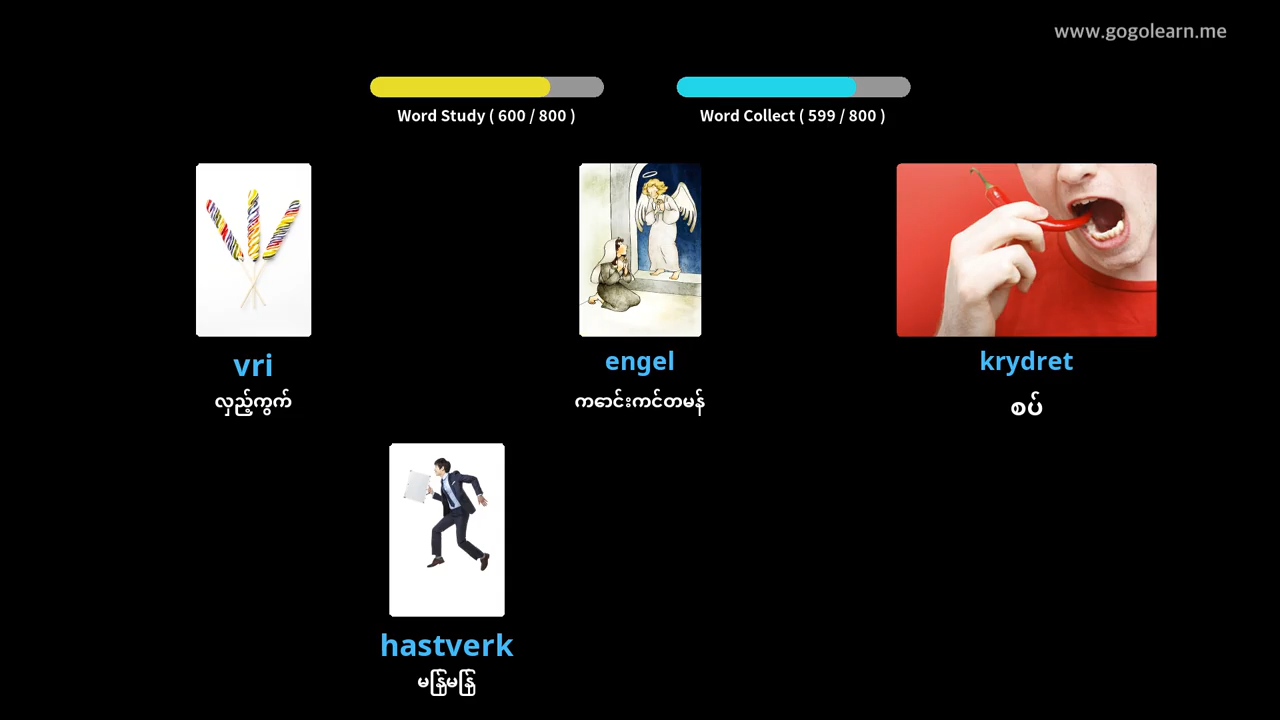 www.gogolearn.me
Word Study ( 600 / 800 )
Word Collect ( 599 / 800 )
vri
လှည့်ကွက်
engel
ကောင်းကင်တမန်
krydret
စပ်
hastverk
မြန်မြန်